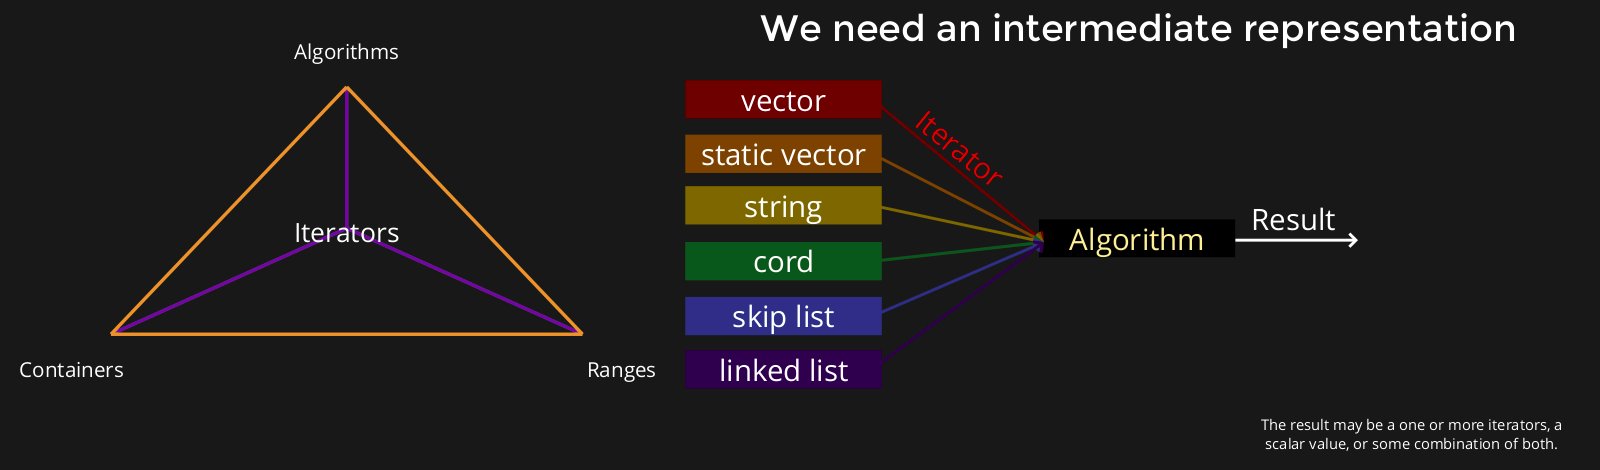 Algorithms
Iterators
Containers
Ranges
We need an intermediate representation
vector
static vector
string
cord
skip list
linked list
Iterator
Algorithm
Result
The result may be a one or more iterators, a
scalar value, or some combination of both.